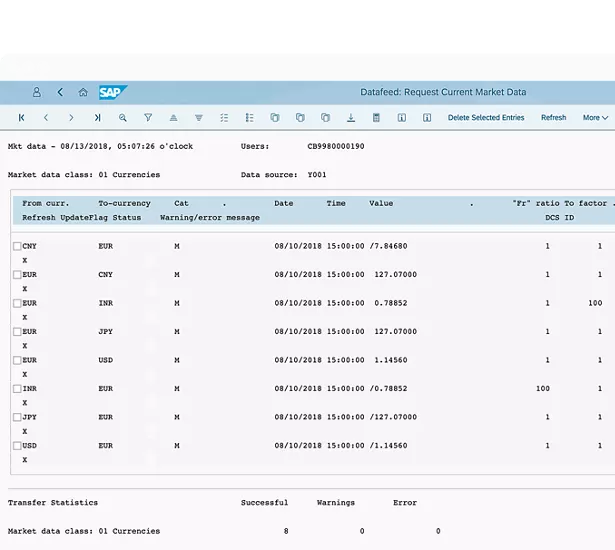 SAP Datafeed: Request Current Market Data
Delete Selected Entries Refresh More
Mkt data - 08/13/2018, 05:07:26 o'clock Users: CB9980000190
Market data class: 01 Currencies Data source: Y001
From curr. To-currency Cat . Date Time Value . "Fr" ratio To factor .
Refresh UpdateFlag Status Warning/error message DCS ID
CNY EUR M 08/10/2018 15:00:00 /7.84680 1 1
X
EUR CNY M 08/10/2018 15:00:00 127.07000 1 1
X
EUR INR M 08/10/2018 15:00:00 0.78852 1 100
X
EUR JPY M 08/10/2018 15:00:00 127.07000 1 1
X
EUR USD M 08/10/2018 15:00:00 1.14560 1 1
X
INR EUR M 08/10/2018 15:00:00 /0.78852 100 1
X
JPY EUR M 08/10/2018 15:00:00 /127.07000 1 1
X
USD EUR M 08/10/2018 15:00:00 /1.14560 1 1
X
Transfer Statistics Successful Warnings Error
Market data class: 01 Currencies 8 0 0